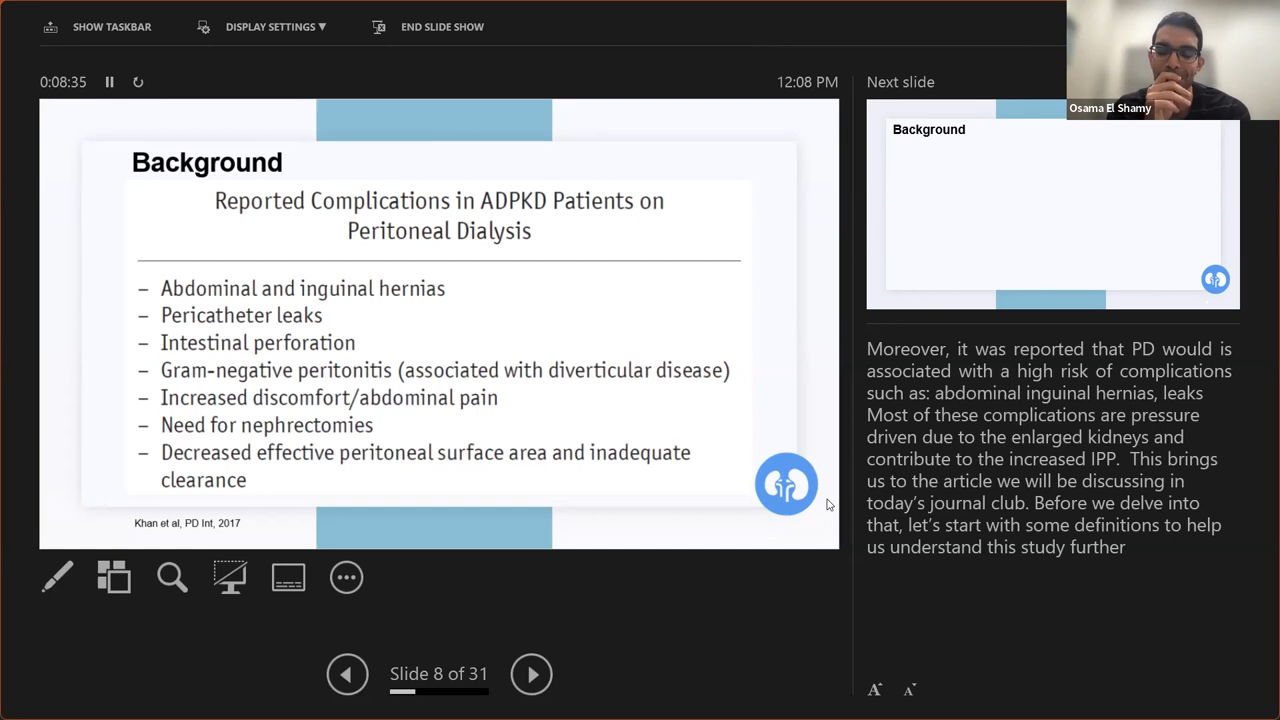 SHOW TASKBAR
DISPLAY SETTINGS ▼
END SLIDE SHOW
0:08:35
12:08 PM
Background
Reported Complications in ADPKD Patients on
Peritoneal Dialysis
– Abdominal and inguinal hernias
– Pericatheter leaks
– Intestinal perforation
– Gram-negative peritonitis (associated with diverticular disease)
– Increased discomfort/abdominal pain
– Need for nephrectomies
– Decreased effective peritoneal surface area and inadequate
clearance
Khan et al, PD Int, 2017
Slide 8 of 31
Next slide
Osama El Shamy
Background
Moreover, it was reported that PD would is
associated with a high risk of complications
such as: abdominal inguinal hernias, leaks
Most of these complications are pressure
driven due to the enlarged kidneys and
contribute to the increased IPP. This brings
us to the article we will be discussing in
today's journal club. Before we delve into
that, let's start with some definitions to help
us understand this study further
A A